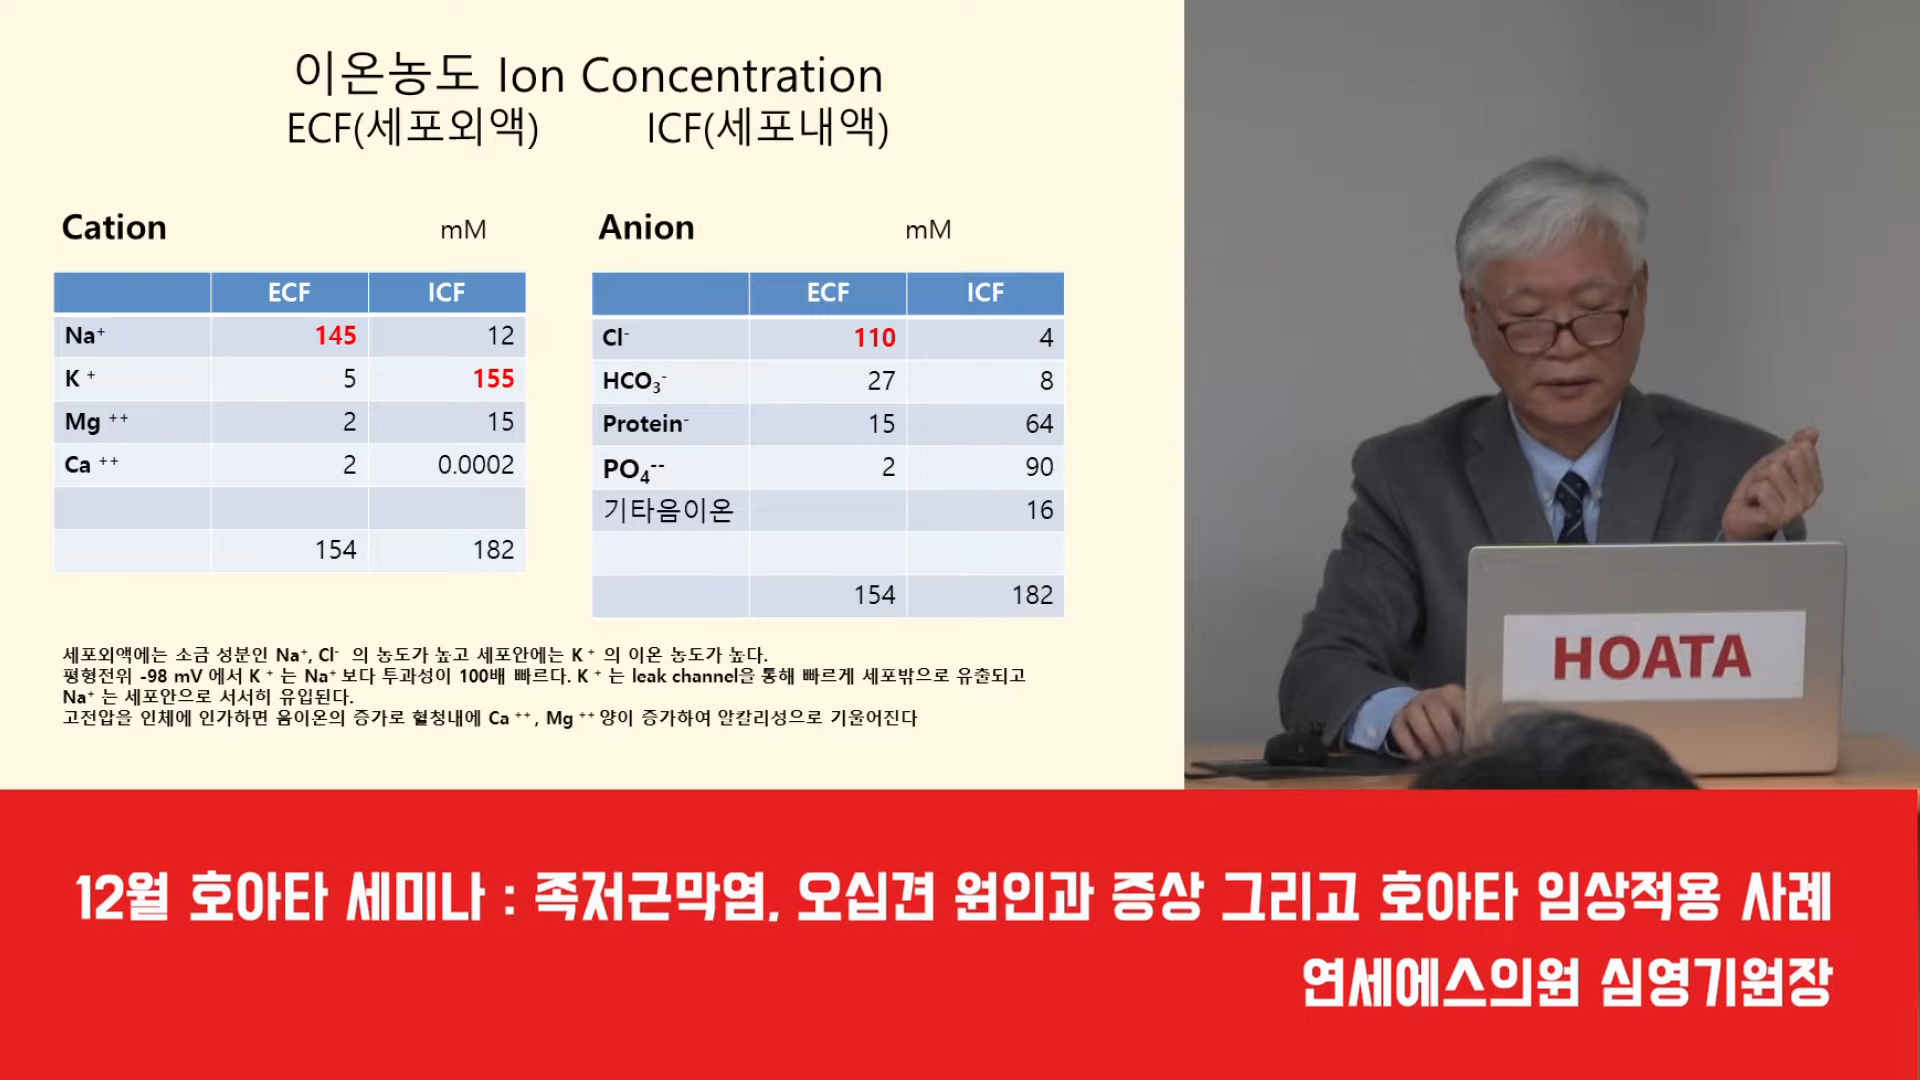 이온농도 Ion Concentration
ECF(세포외액) ICF(세포내액)
Cation mM
ECF ICF
Na⁺ 145 12
K ⁺ 5 155
Mg ⁺⁺ 2 15
Ca ⁺⁺ 2 0.0002
154 182
Anion mM
ECF ICF
Cl⁻ 110 4
HCO₃⁻ 27 8
Protein⁻ 15 64
PO₄⁻⁻ 2 90
기타음이온 16
154 182
세포외액에는 소금 성분인 Na⁺, Cl⁻ 의 농도가 높고 세포안에는 K ⁺ 의 이온 농도가 높다.
평형전위 -98 mV 에서 K ⁺ 는 Na⁺ 보다 투과성이 100배 빠르다. K ⁺ 는 leak channel을 통해 빠르게 세포밖으로 유출되고
Na⁺ 는 세포안으로 서서히 유입된다.
고전압을 인체에 인가하면 음이온의 증가로 혈청내에 Ca ⁺⁺ , Mg ⁺⁺ 양이 증가하여 알칼리성으로 기울어진다
HOATA
12월 호아타 세미나 : 족저근막염, 오십견 원인과 증상 그리고 호아타 임상적용 사례
연세에스의원 심영기원장